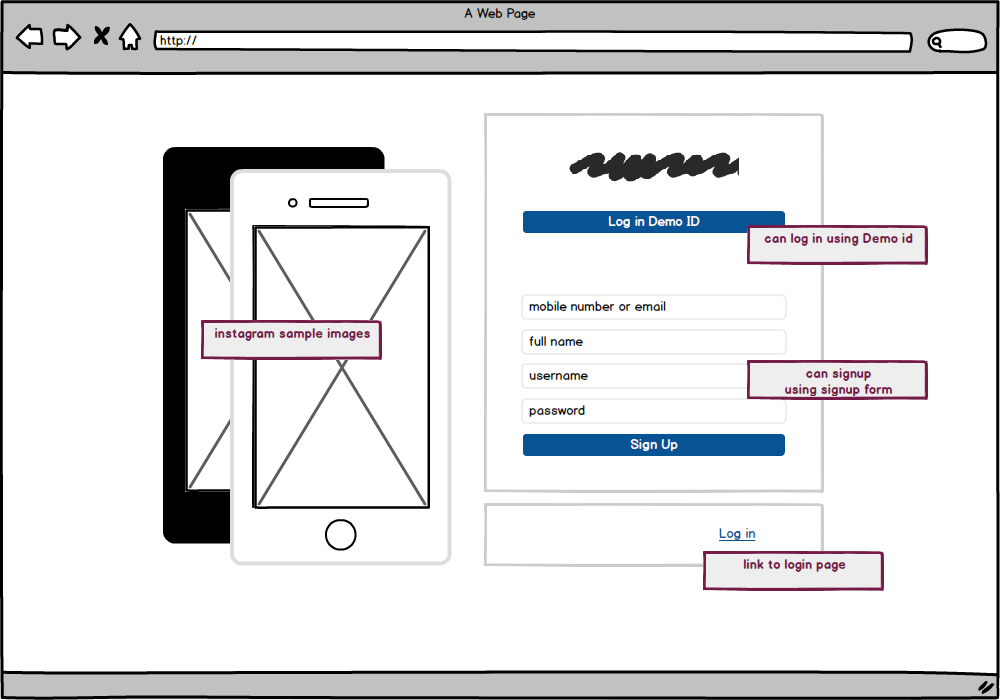 A Web Page
http://
Log in Demo ID
can log in using Demo id
mobile number or email
instagram sample images
full name
username
can signup
using signup form
password
Sign Up
Log in
link to login page